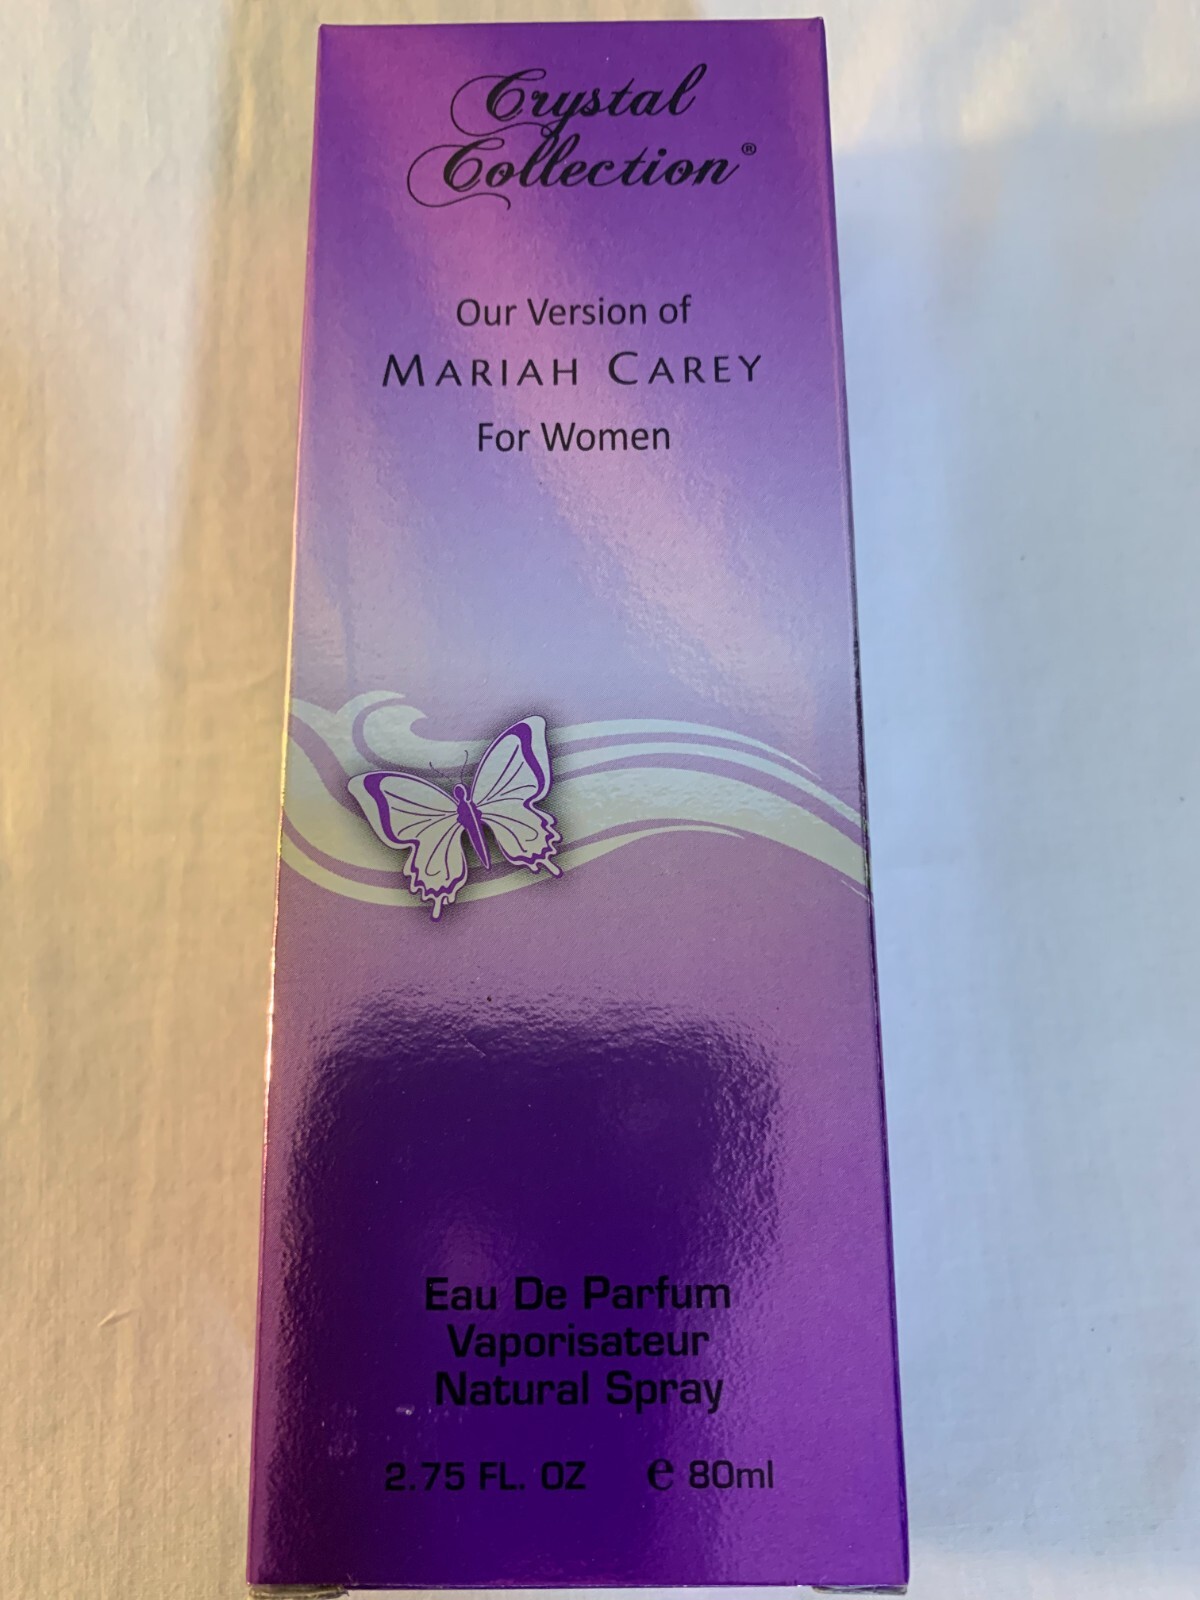 Crystal
Collection®
Our Version of
MARIAH CAREY
For Women
Eau De Parfum
Vaporisateur
Natural Spray
2.75 FL. OZ e 80ml